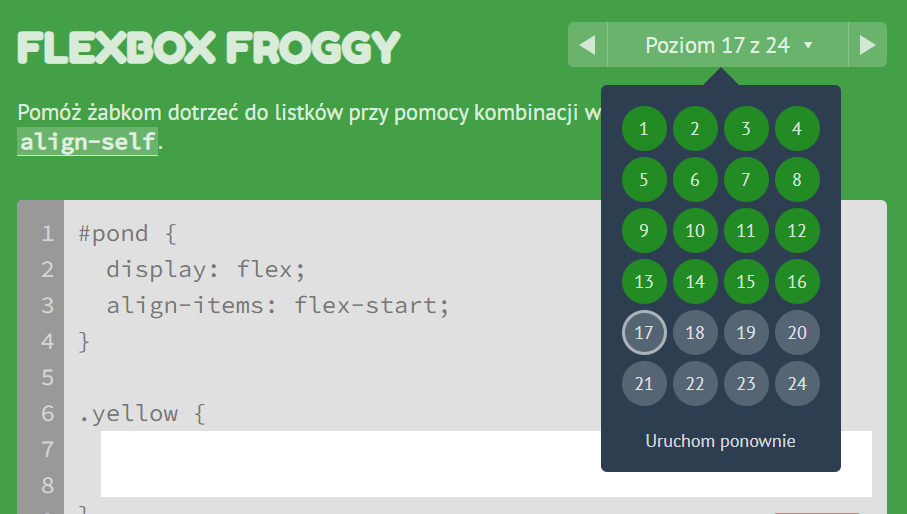 FLEXBOX FROGGY
Poziom 17 z 24
Pomóż żabkom dotrzeć do listków przy pomocy kombinacji w
align-self.
1 2 3 4
5 6 7 8
9 10 11 12
13 14 15 16
17 18 19 20
21 22 23 24
Uruchom ponownie
1 #pond {
2 display: flex;
3 align-items: flex-start;
4 }
5
6 .yellow {
7
8
}